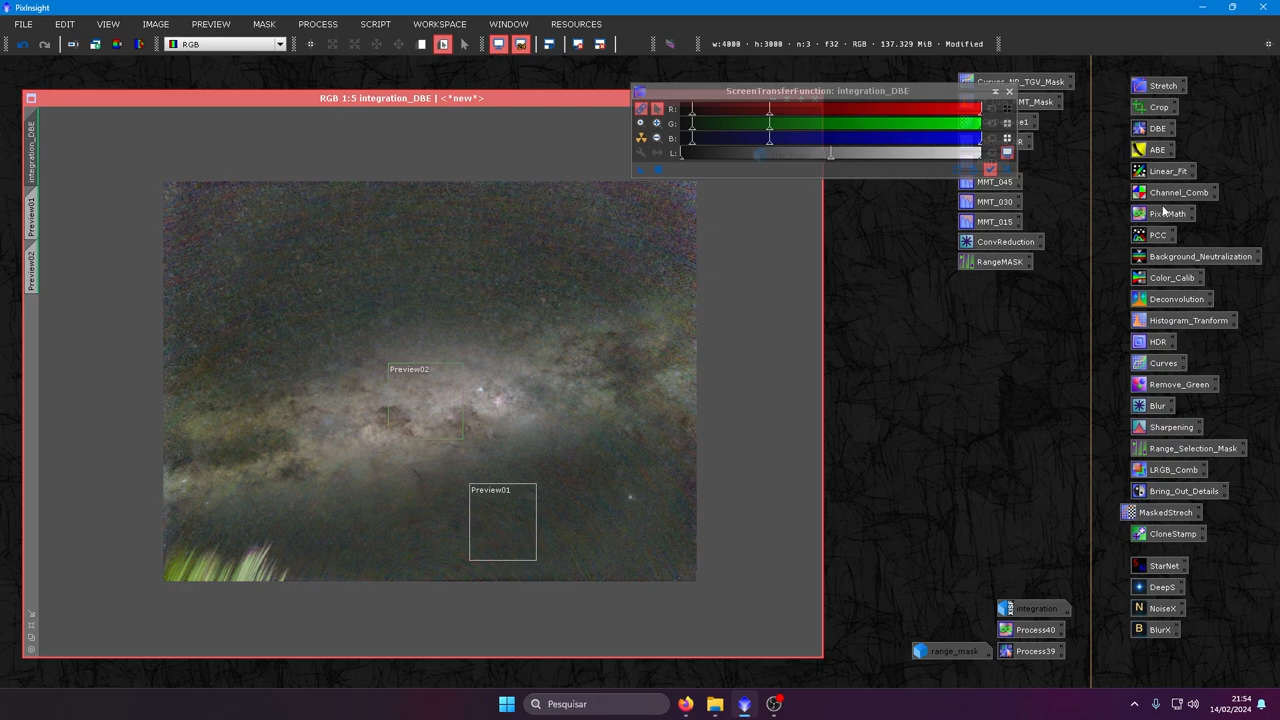 PixInsight
FILE EDIT VIEW IMAGE PREVIEW MASK PROCESS SCRIPT WORKSPACE WINDOW RESOURCES
RGB
w:4000 · h:3000 · n:3 · f32 · RGB · 137.329 MiB · Modified
RGB 1:5 integration_DBE | <*new*>
integration_DBE
Preview01
Preview02
ScreenTransferFunction: integration_DBE
R:
G:
B:
L:
Preview02
Preview01
Curves_NR_TGV_Mask
MMT_045
MMT_030
MMT_015
ConvReduction
RangeMASK
Stretch
Crop
DBE
ABE
Linear_Fit
Channel_Comb
PCC
Background_Neutralization
Color_Calib
Deconvolution
Histogram_Tranform
HDR
Curves
Remove_Green
Blur
Sharpening
Range_Selection_Mask
LRGB_Comb
Bring_Out_Details
MaskedStrech
CloneStamp
StarNet
DeepS
NoiseX
BlurX
integration
Process40
range_mask
Process39
Pesquisar
21:54
14/02/2024